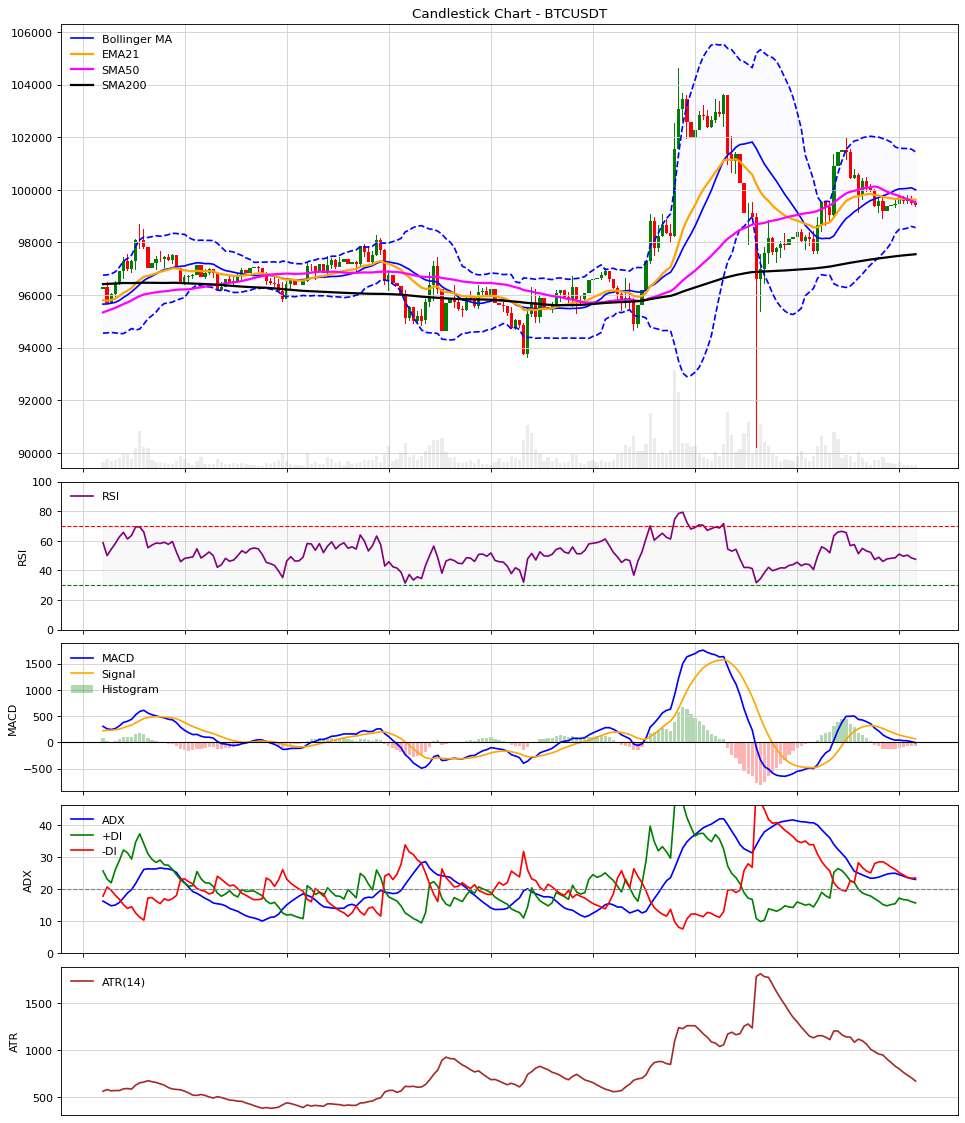 Candlestick Chart - BTCUSDT
106000
104000
102000
100000
98000
96000
94000
92000
90000
Bollinger MA
EMA21
SMA50
SMA200
100
80
60
40
20
0
RSI
RSI
1500
1000
500
0
−500
MACD
MACD
Signal
Histogram
40
30
20
10
0
ADX
ADX
+DI
-DI
1500
1000
500
ATR
ATR(14)